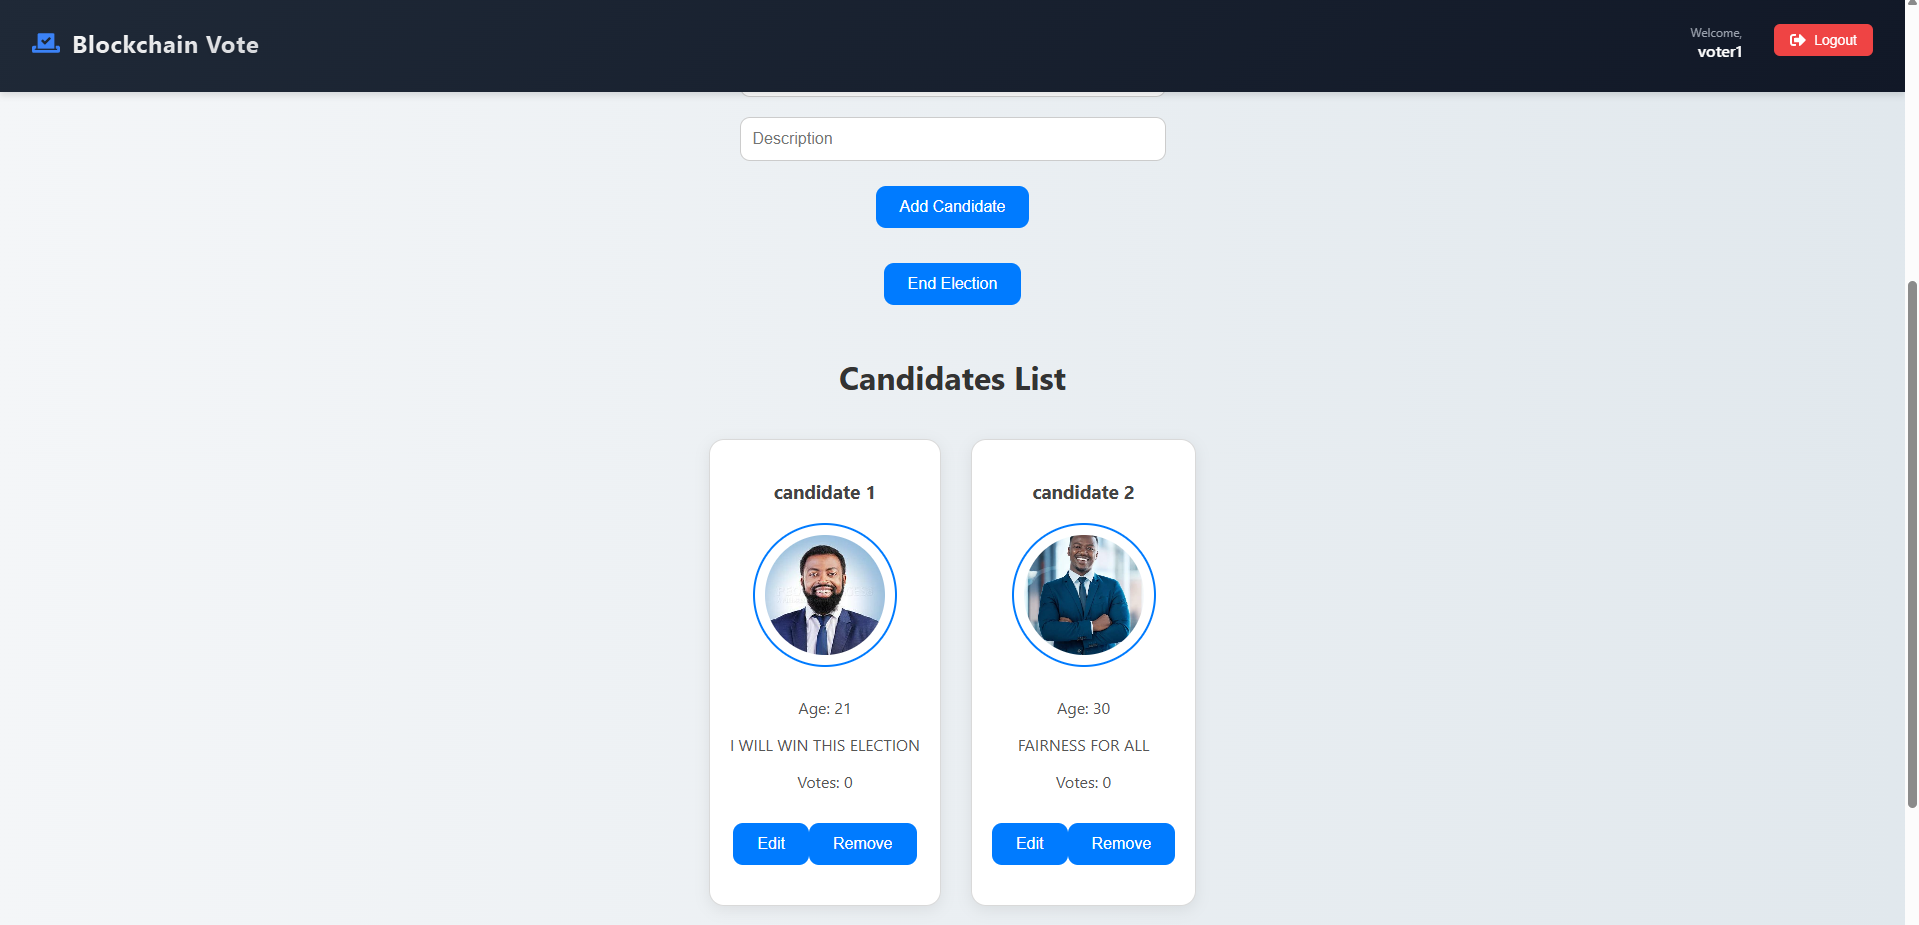 Blockchain Vote
Welcome,
voter1
Logout
Description
Add Candidate
End Election
Candidates List
candidate 1
Age: 21
I WILL WIN THIS ELECTION
Votes: 0
Edit
Remove
candidate 2
Age: 30
FAIRNESS FOR ALL
Votes: 0
Edit
Remove